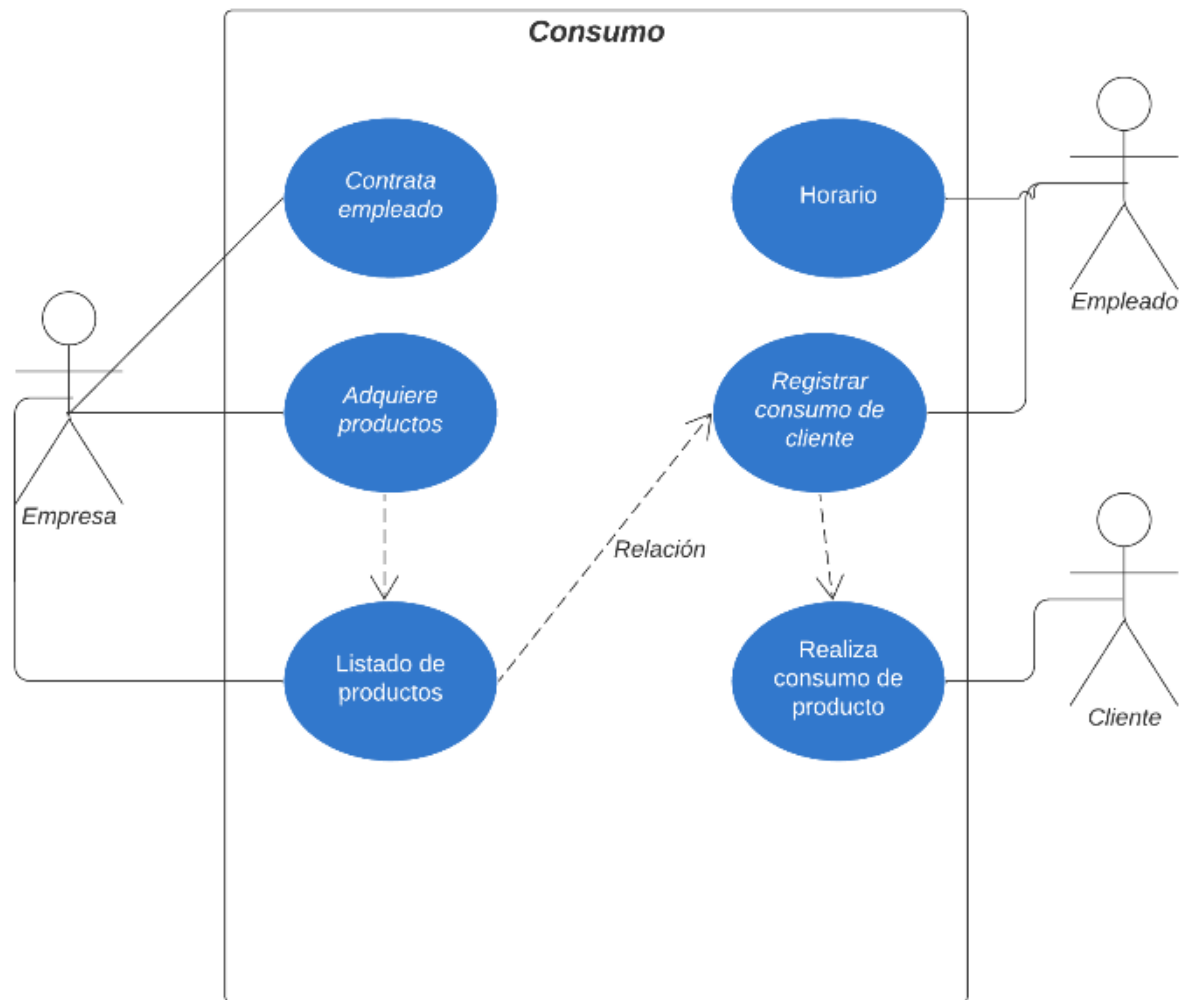 Consumo
Contrata
empleado
Horario
Empleado
Adquiere
productos
Registrar
consumo de
cliente
Empresa
Relación
Listado de
productos
Realiza
consumo de
producto
Cliente